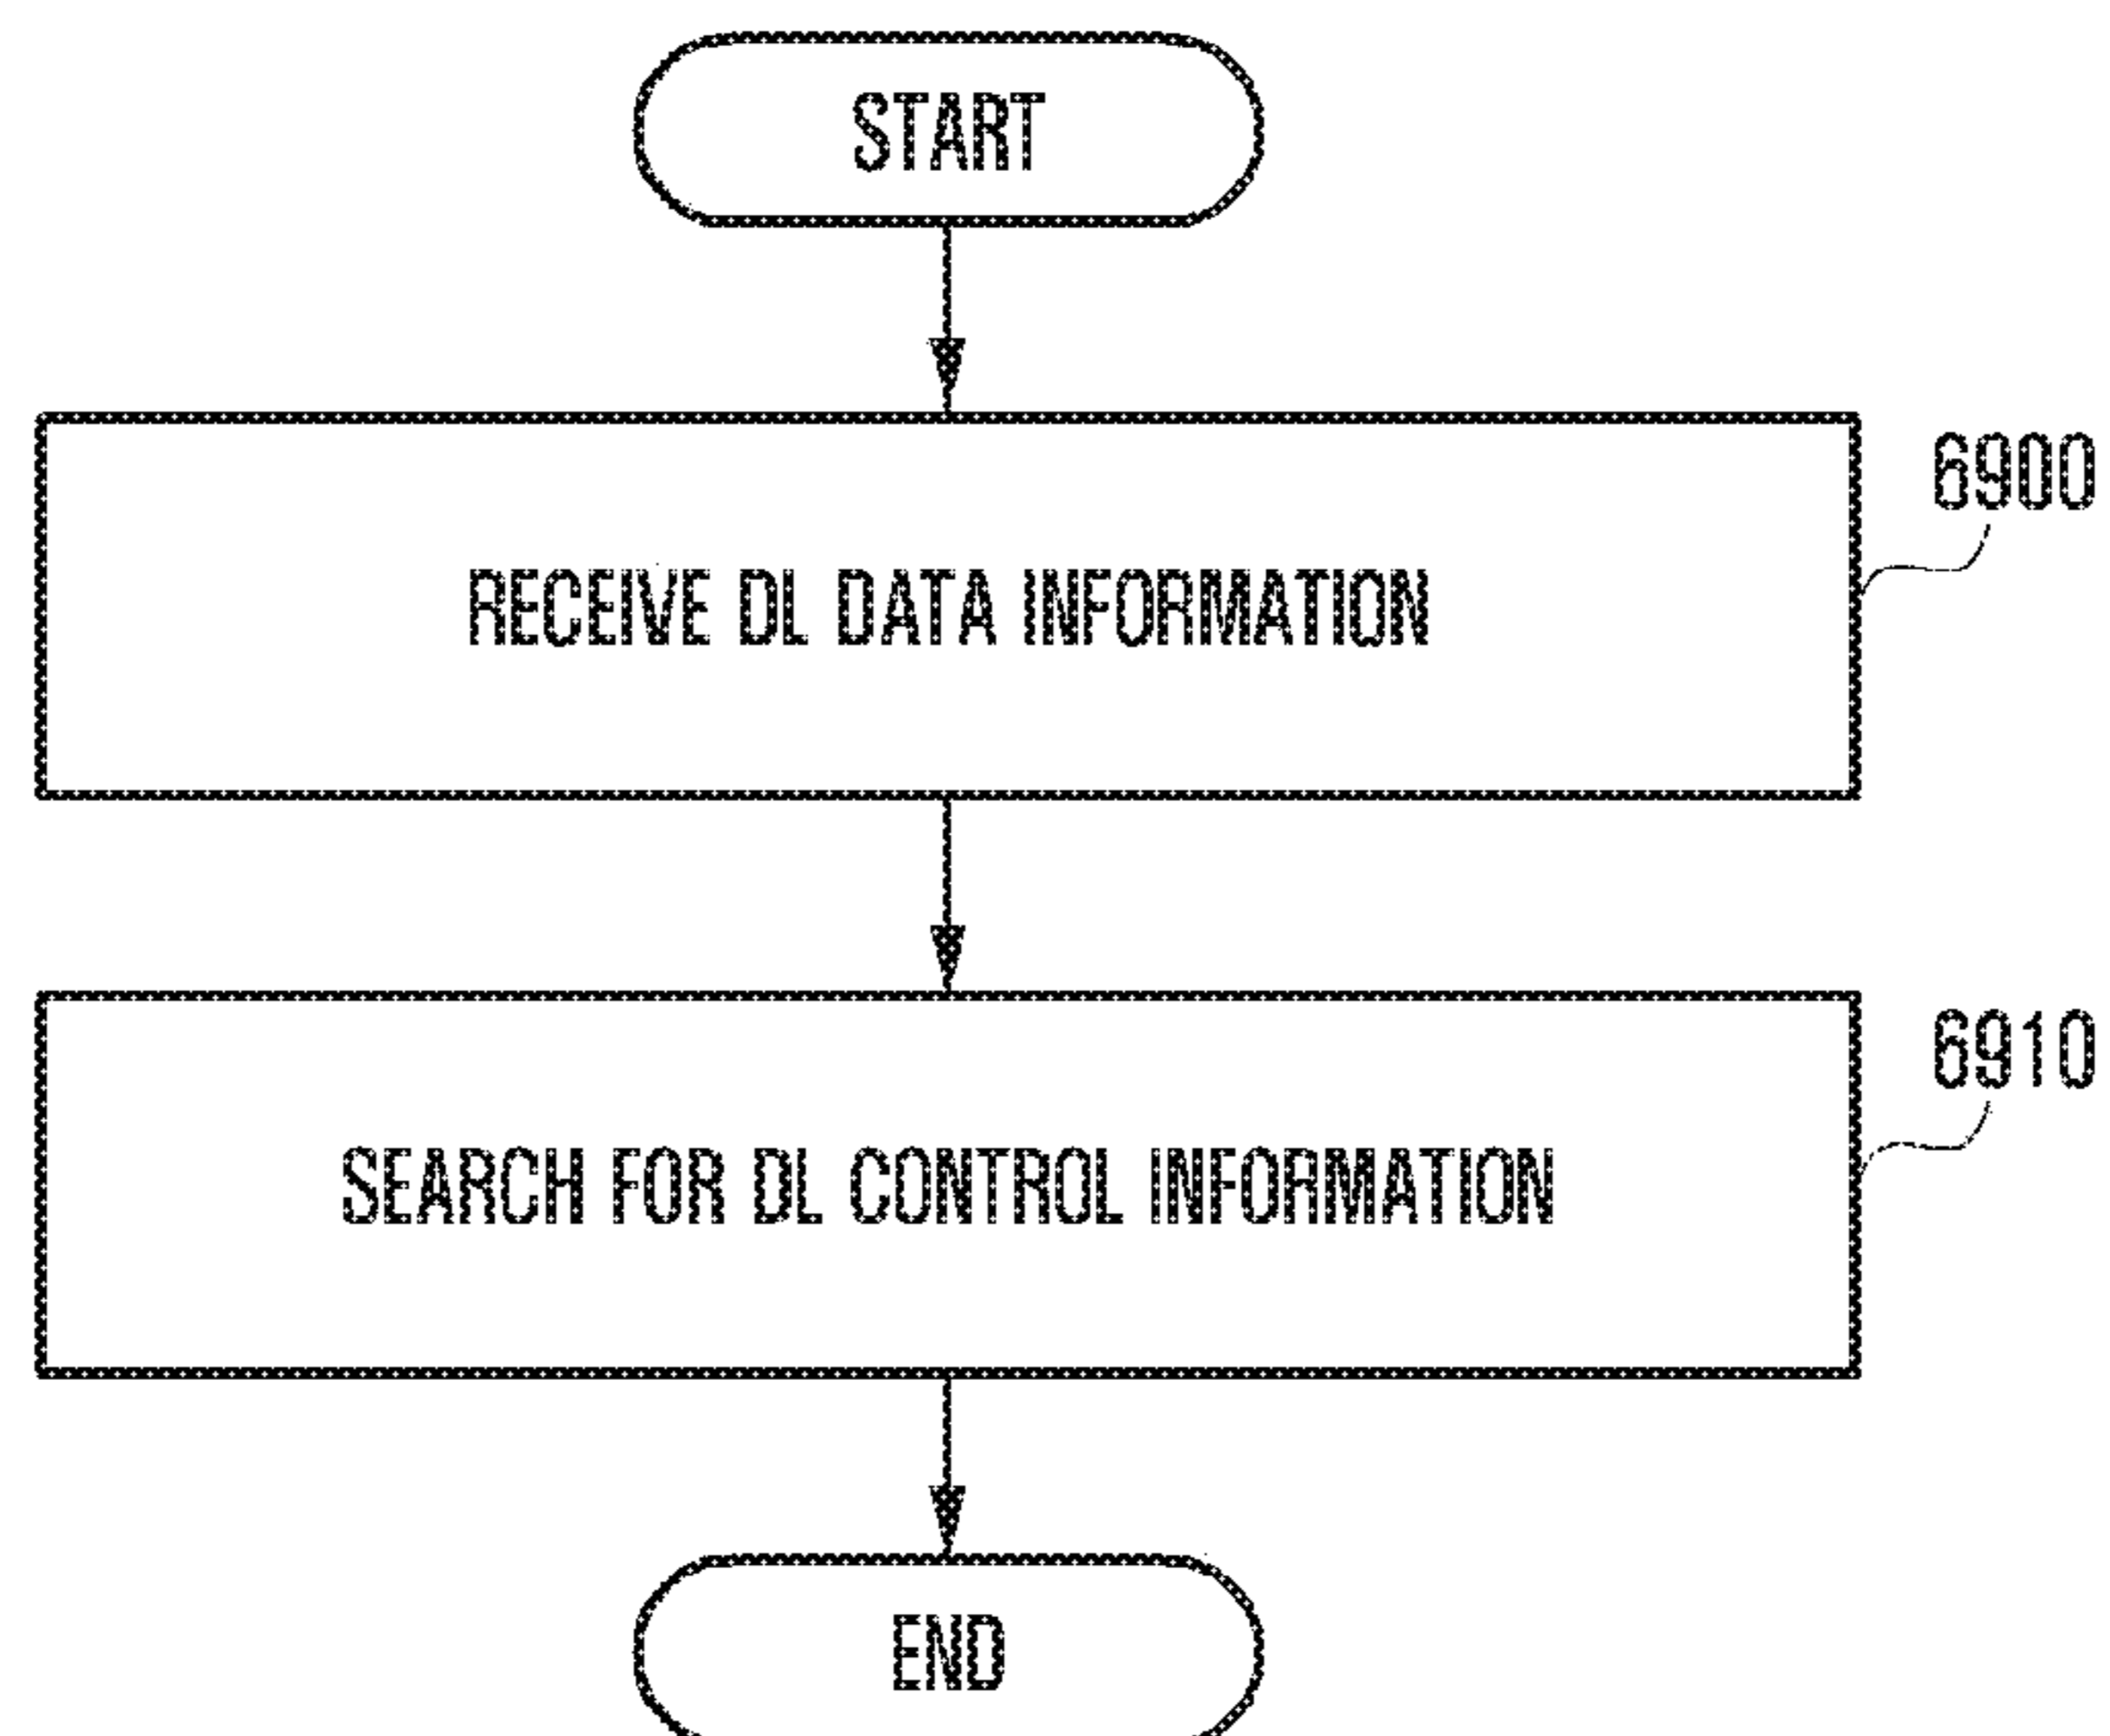 START
6900
RECEIVE DL DATA INFORMATION
6910
SEARCH FOR DL CONTROL INFORMATION
END